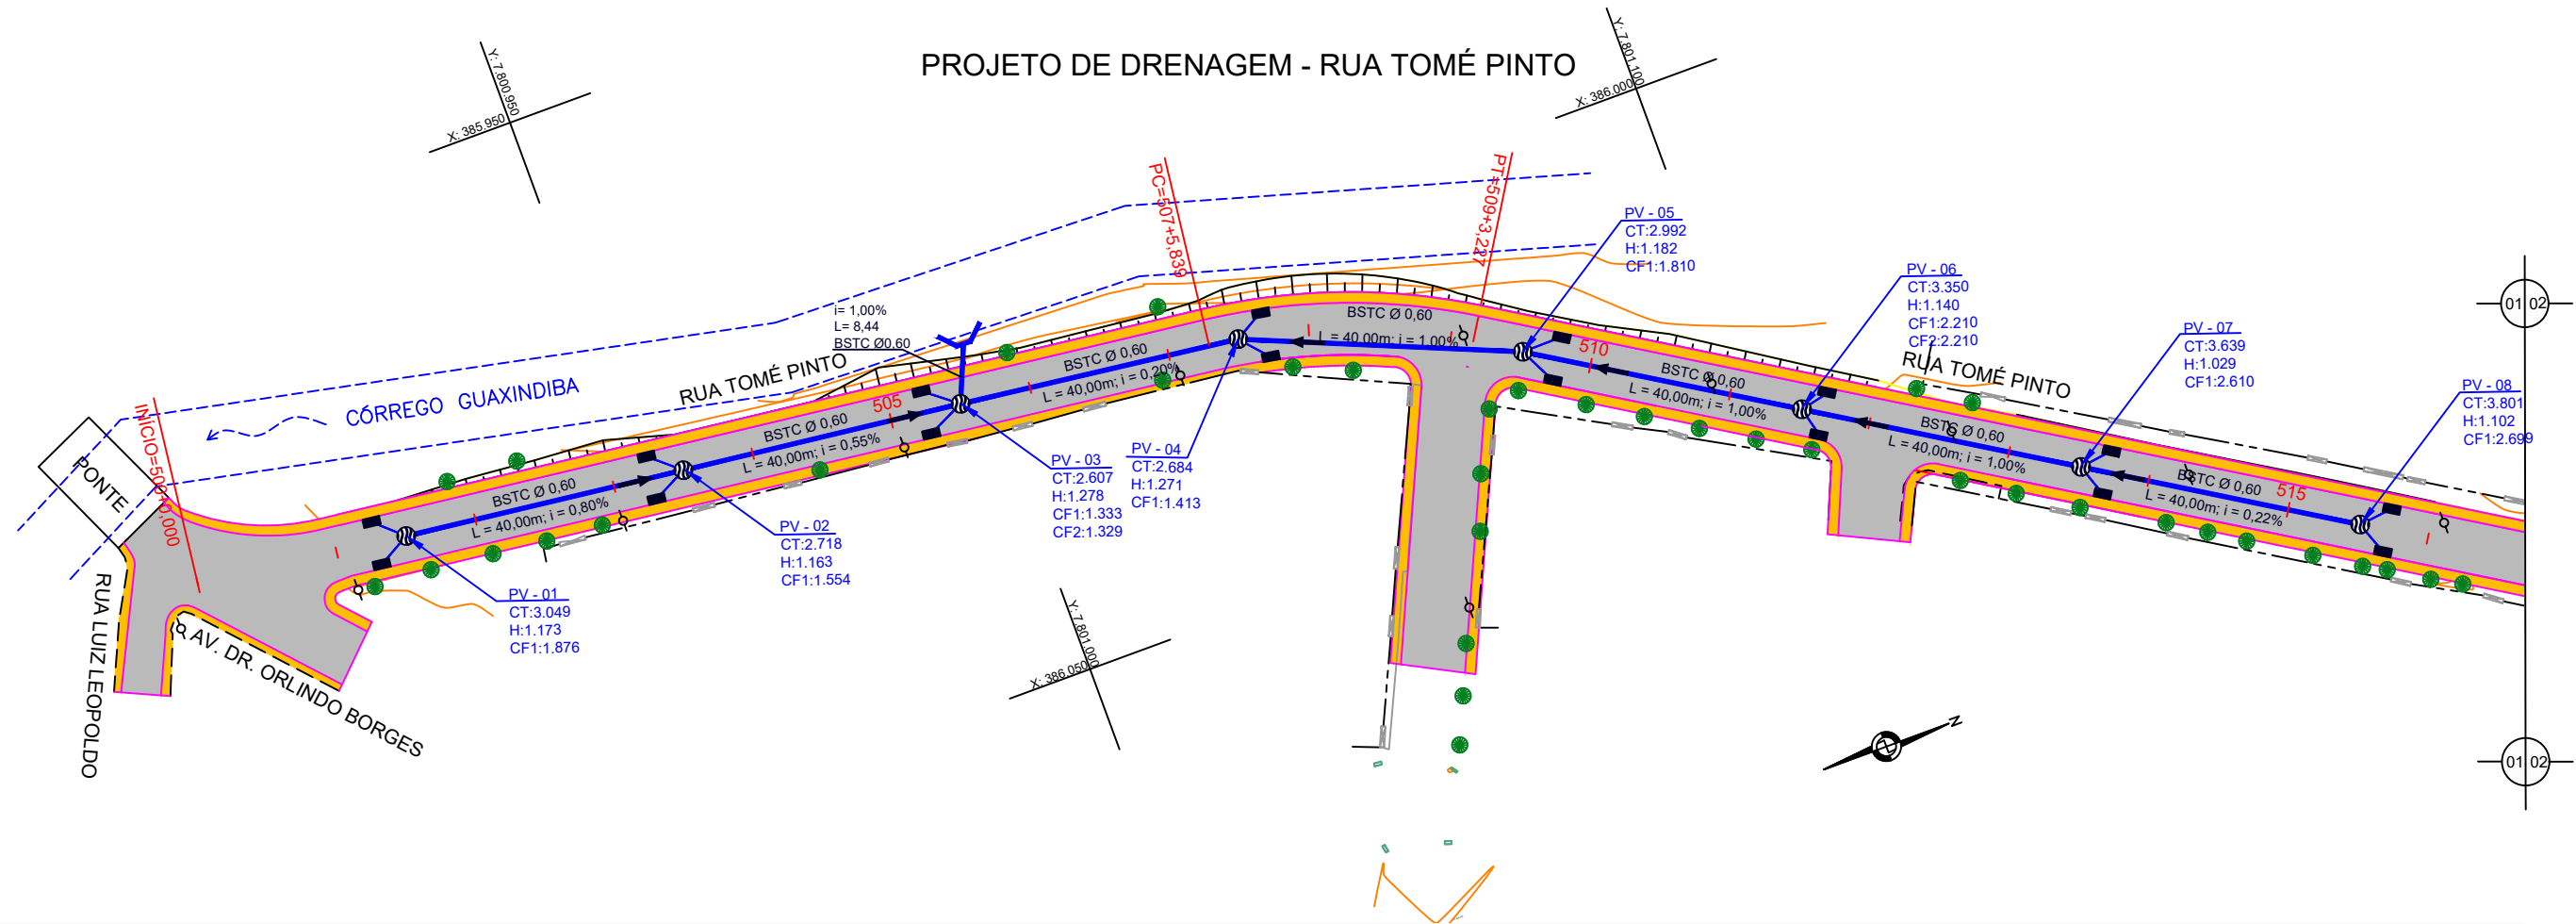 PROJETO DE DRENAGEM - RUA TOMÉ PINTO
Y: 7.800.950
X: 385.950
Y: 7.801.100
X: 386.000
PC=507+5,839
PT=509+3,227
PV - 05
CT:2.992
H:1.182
CF1:1.810
PV - 06
CT:3.350
H:1.140
CF1:2.210
CF2:2.210
PV - 07
CT:3.639
H:1.029
CF1:2.610
PV - 08
CT:3.801
H:1.102
CF1:2.699
01 02
i= 1,00%
L= 8,44
BSTC Ø0,60
RUA TOMÉ PINTO
CÓRREGO GUAXINDIBA
PONTE
INÍCIO=500+0,000
BSTC Ø 0,60
L = 40,00m; i = 0,80%
BSTC Ø 0,60
L = 40,00m; i = 0,55%
505
BSTC Ø 0,60
L = 40,00m; i = 0,20%
BSTC Ø 0,60
L = 40,00m; i = 1,00%
510
BSTC Ø 0,60
L = 40,00m; i = 1,00%
RUA TOMÉ PINTO
BSTC Ø 0,60
L = 40,00m; i = 1,00%
BSTC Ø 0,60
L = 40,00m; i = 0,22%
515
PV - 03
CT:2.607
H:1.278
CF1:1.333
CF2:1.329
PV - 04
CT:2.684
H:1.271
CF1:1.413
PV - 02
CT:2.718
H:1.163
CF1:1.554
PV - 01
CT:3.049
H:1.173
CF1:1.876
RUA LUIZ LEOPOLDO
AV. DR. ORLINDO BORGES
Y: 7.801.000
X: 386.050
N
01 02